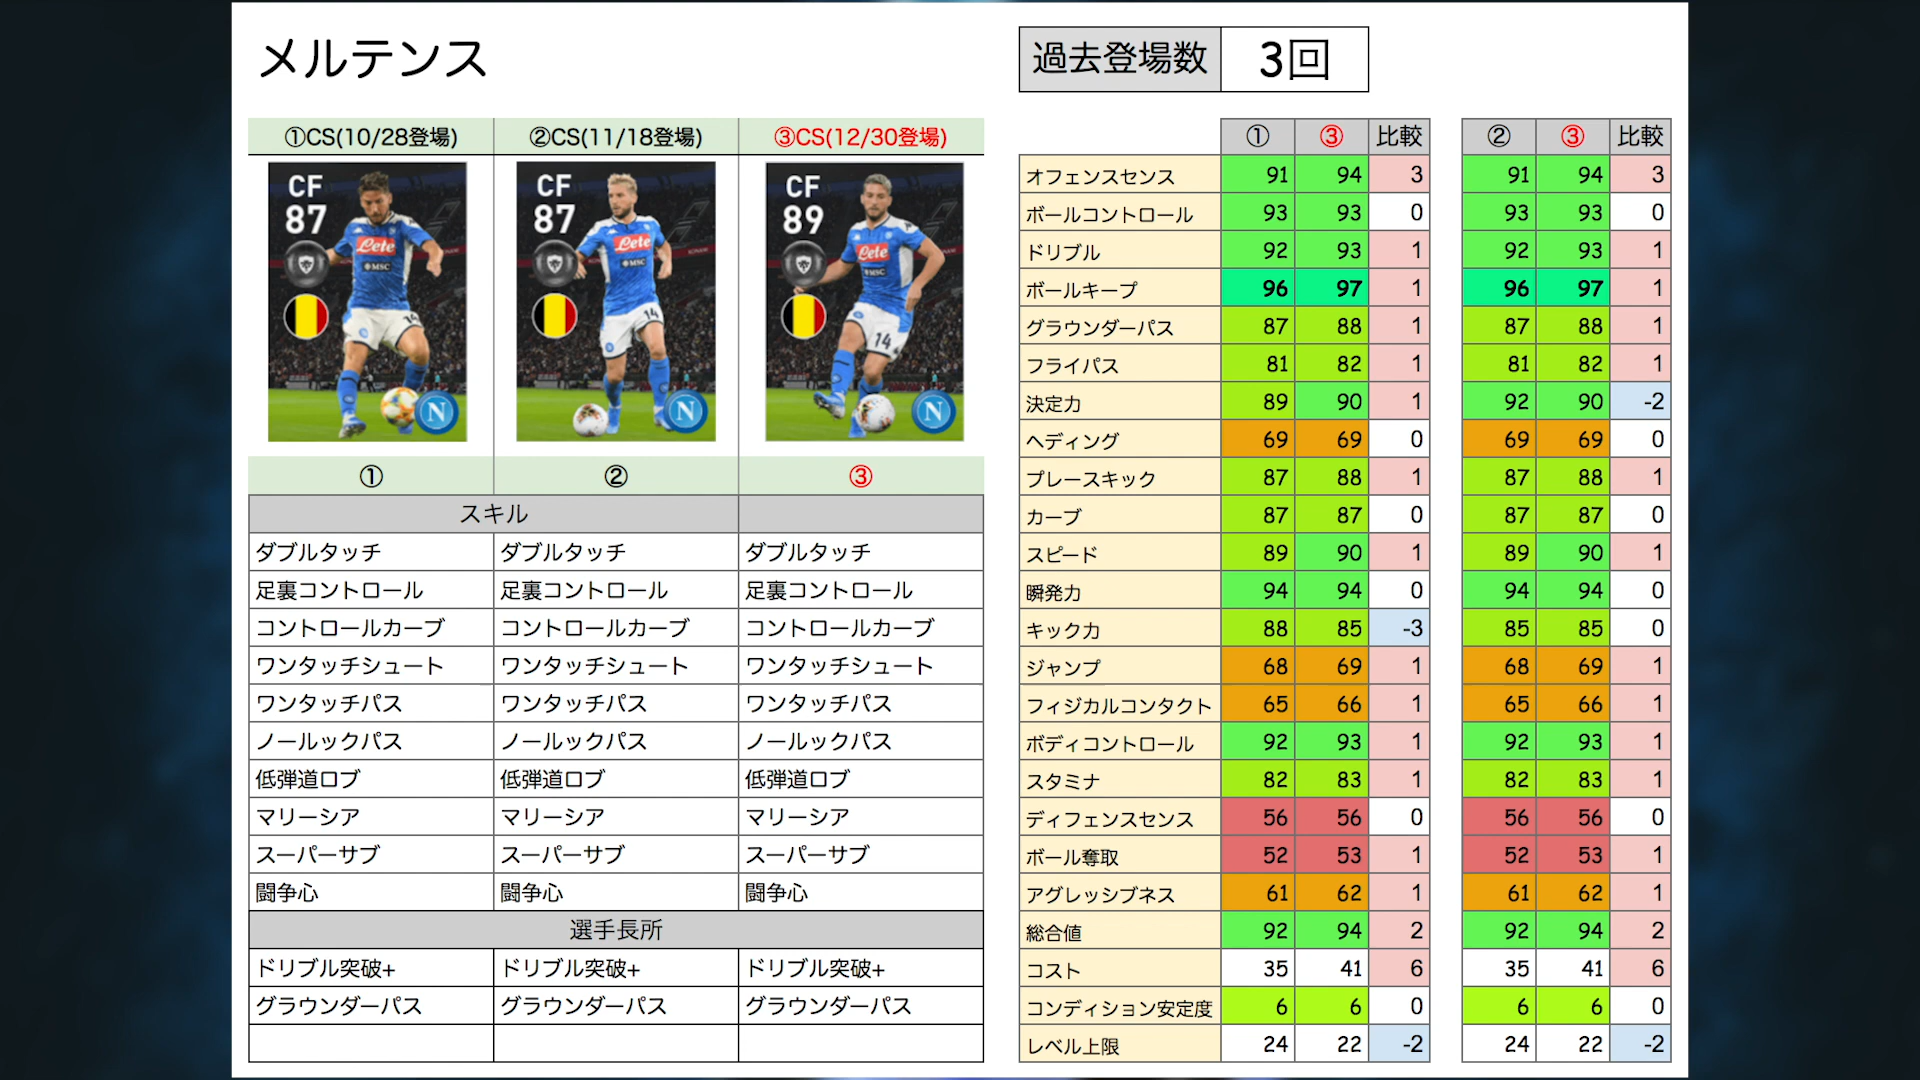 メルテンス
過去登場数 3回
①CS(10/28登場) ②CS(11/18登場) ③CS(12/30登場)
CF 87 CF 87 CF 89
Lete Lete Lete
MSC MSC MSC
14 14 14
N N N
① ② ③
スキル
ダブルタッチ ダブルタッチ ダブルタッチ
足裏コントロール 足裏コントロール 足裏コントロール
コントロールカーブ コントロールカーブ コントロールカーブ
ワンタッチシュート ワンタッチシュート ワンタッチシュート
ワンタッチパス ワンタッチパス ワンタッチパス
ノールックパス ノールックパス ノールックパス
低弾道ロブ 低弾道ロブ 低弾道ロブ
マリーシア マリーシア マリーシア
スーパーサブ スーパーサブ スーパーサブ
闘争心 闘争心 闘争心
選手長所
ドリブル突破+ ドリブル突破+ ドリブル突破+
グラウンダーパス グラウンダーパス グラウンダーパス
① ③ 比較 ② ③ 比較
オフェンスセンス 91 94 3 91 94 3
ボールコントロール 93 93 0 93 93 0
ドリブル 92 93 1 92 93 1
ボールキープ 96 97 1 96 97 1
グラウンダーパス 87 88 1 87 88 1
フライパス 81 82 1 81 82 1
決定力 89 90 1 92 90 -2
ヘディング 69 69 0 69 69 0
プレースキック 87 88 1 87 88 1
カーブ 87 87 0 87 87 0
スピード 89 90 1 89 90 1
瞬発力 94 94 0 94 94 0
キック力 88 85 -3 85 85 0
ジャンプ 68 69 1 68 69 1
フィジカルコンタクト 65 66 1 65 66 1
ボディコントロール 92 93 1 92 93 1
スタミナ 82 83 1 82 83 1
ディフェンスセンス 56 56 0 56 56 0
ボール奪取 52 53 1 52 53 1
アグレッシブネス 61 62 1 61 62 1
総合値 92 94 2 92 94 2
コスト 35 41 6 35 41 6
コンディション安定度 6 6 0 6 6 0
レベル上限 24 22 -2 24 22 -2